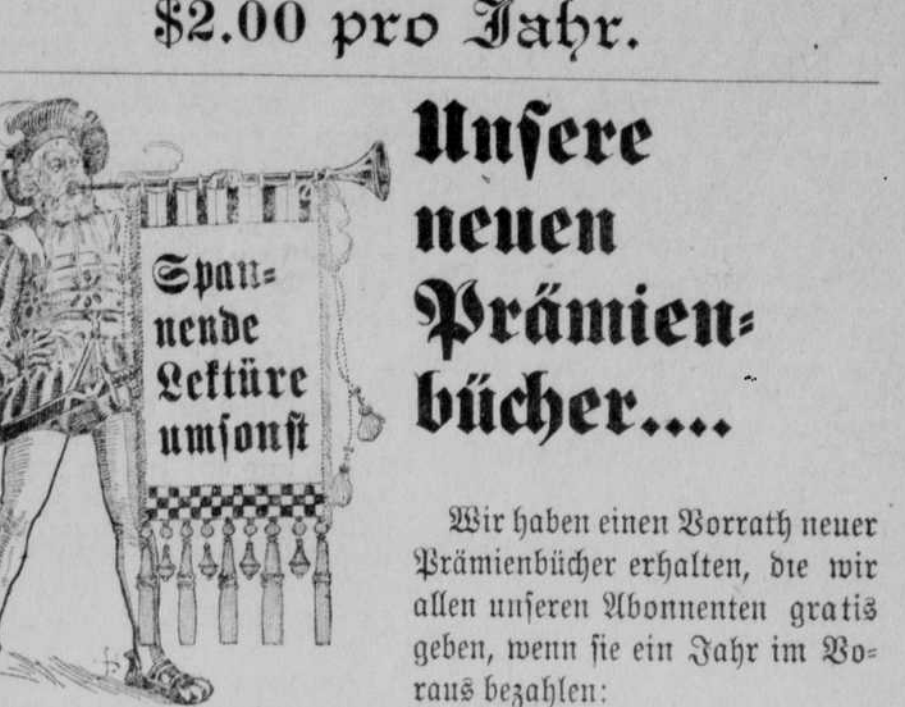 $2.00 pro Jahr.
Span=
nende
Lektüre
umsonst
Unsere
neuen
Prämien=
bücher....
Wir haben einen Vorrath neuer
Prämienbücher erhalten, die wir
allen unseren Abonnenten gratis
geben, wenn sie ein Jahr im Vo=
raus bezahlen: